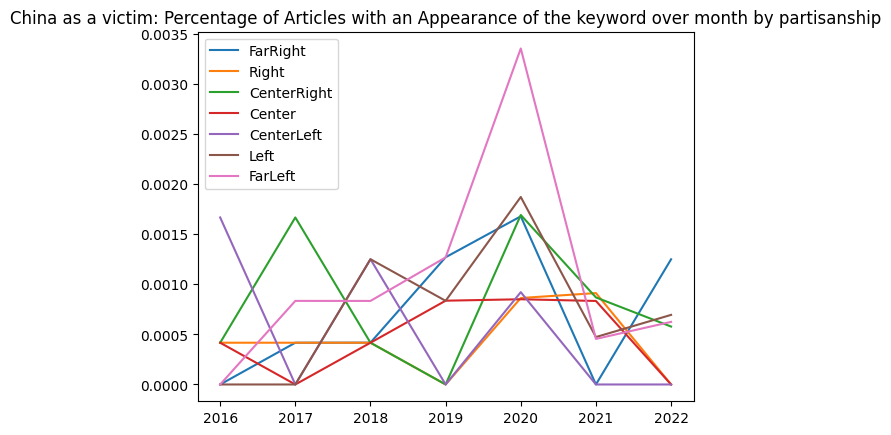 China as a victim: Percentage of Articles with an Appearance of the keyword over month by partisanship
0.0035
0.0030
0.0025
0.0020
0.0015
0.0010
0.0005
0.0000
FarRight
Right
CenterRight
Center
CenterLeft
Left
FarLeft
2016 2017 2018 2019 2020 2021 2022